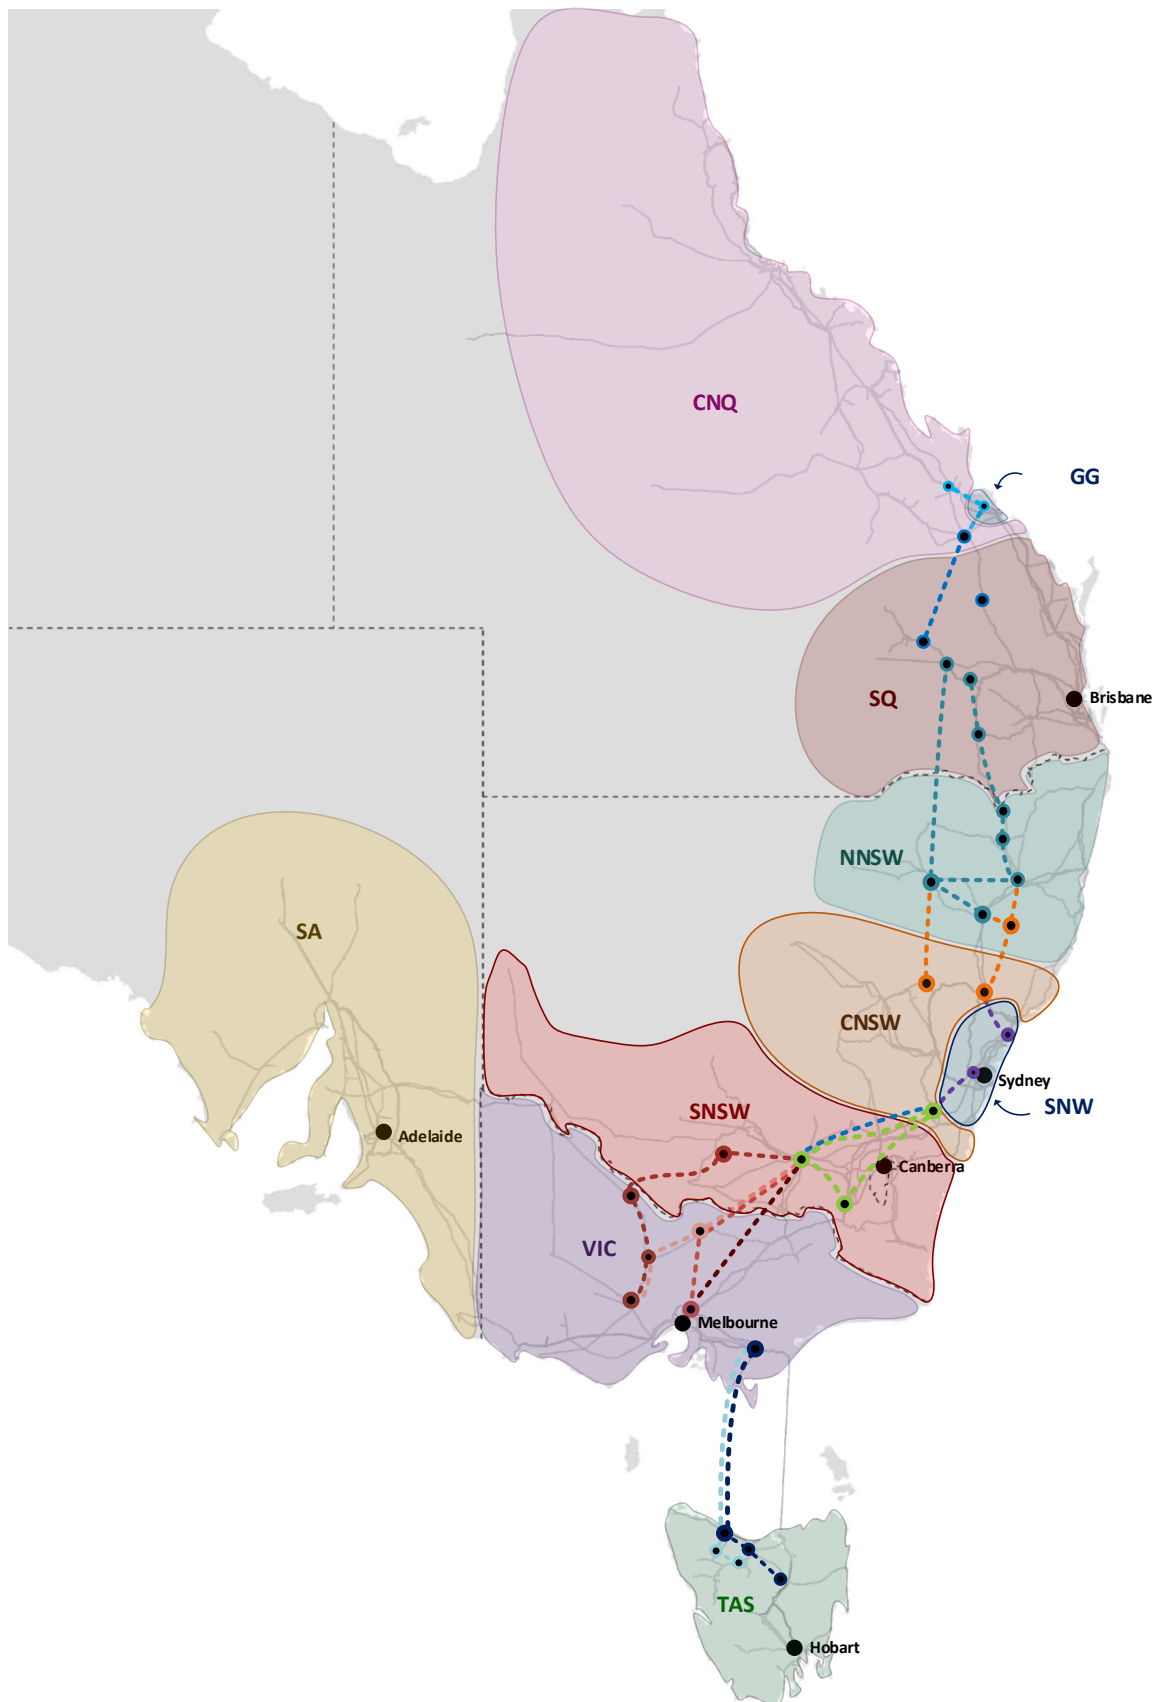 CNQ
GG
SQ
Brisbane
NNSW
SA
CNSW
Sydney
SNW
SNSW
Adelaide
Canberra
VIC
Melbourne
TAS
Hobart